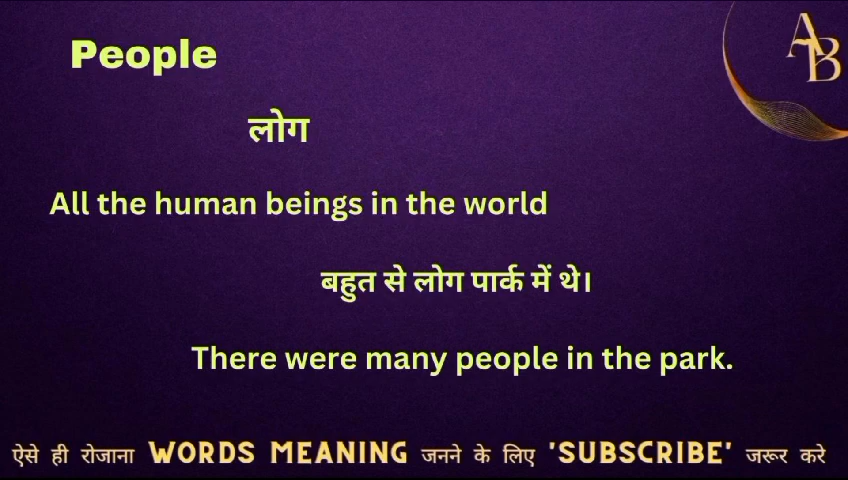 People
AB
लोग
All the human beings in the world
बहुत से लोग पार्क में थे।
There were many people in the park.
ऐसे ही रोजाना WORDS MEANING जनने के लिए 'SUBSCRIBE' जरूर करे